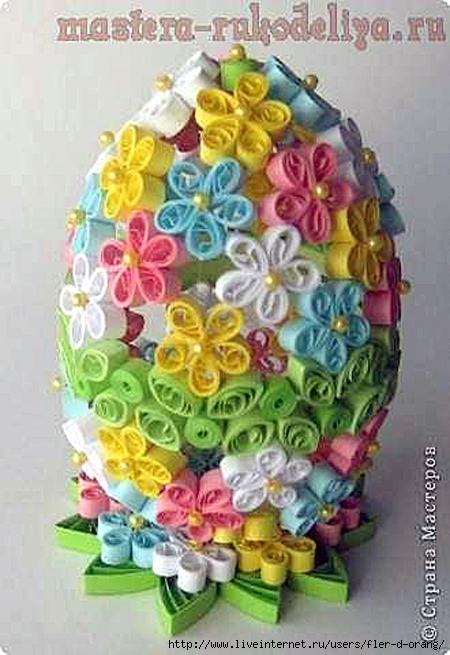 mastera-rukodeliya.ru
© Страна Мастеров
http://www.liveinternet.ru/users/fler-d-orang/